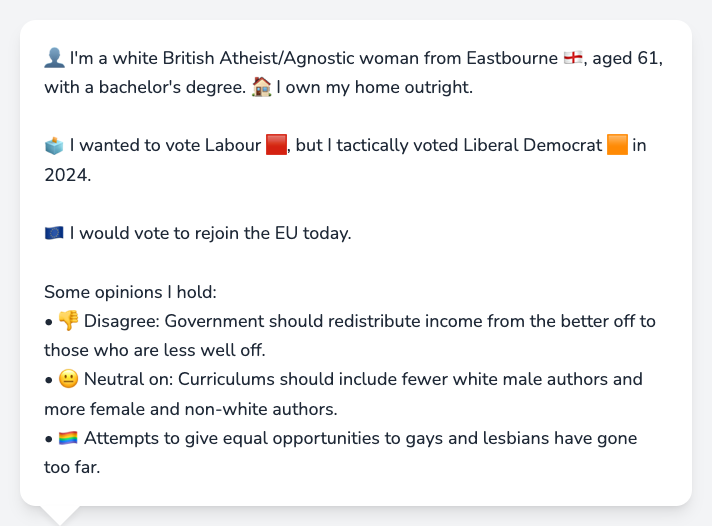 👤 I'm a white British Atheist/Agnostic woman from Eastbourne 🏴󠁧󠁢󠁥󠁮󠁧󠁿, aged 61,
with a bachelor's degree. 🏠 I own my home outright.
🗳️ I wanted to vote Labour 🟥, but I tactically voted Liberal Democrat 🟧 in
2024.
🇪🇺 I would vote to rejoin the EU today.
Some opinions I hold:
• 👎 Disagree: Government should redistribute income from the better off to
those who are less well off.
• 😐 Neutral on: Curriculums should include fewer white male authors and
more female and non-white authors.
• 🏳️‍🌈 Attempts to give equal opportunities to gays and lesbians have gone
too far.